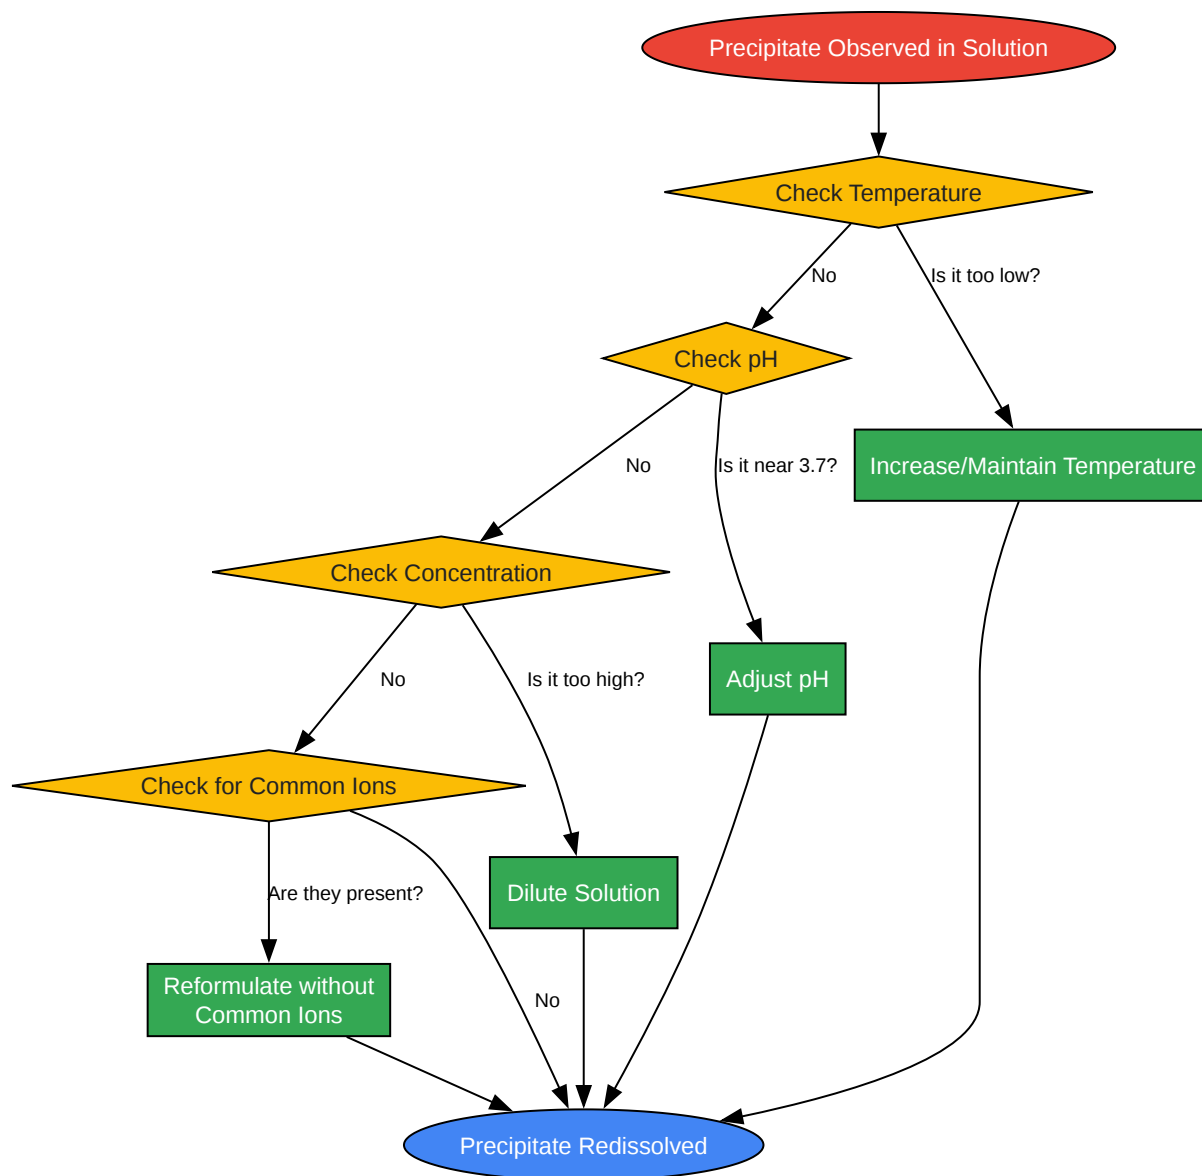 Precipitate Observed in Solution
Check Temperature
No
Is it too low?
Check pH
No
Is it near 3.7?
Increase/Maintain Temperature
Check Concentration
No
Is it too high?
Adjust pH
Check for Common Ions
Are they present?
Dilute Solution
Reformulate without
Common Ions
No
Precipitate Redissolved